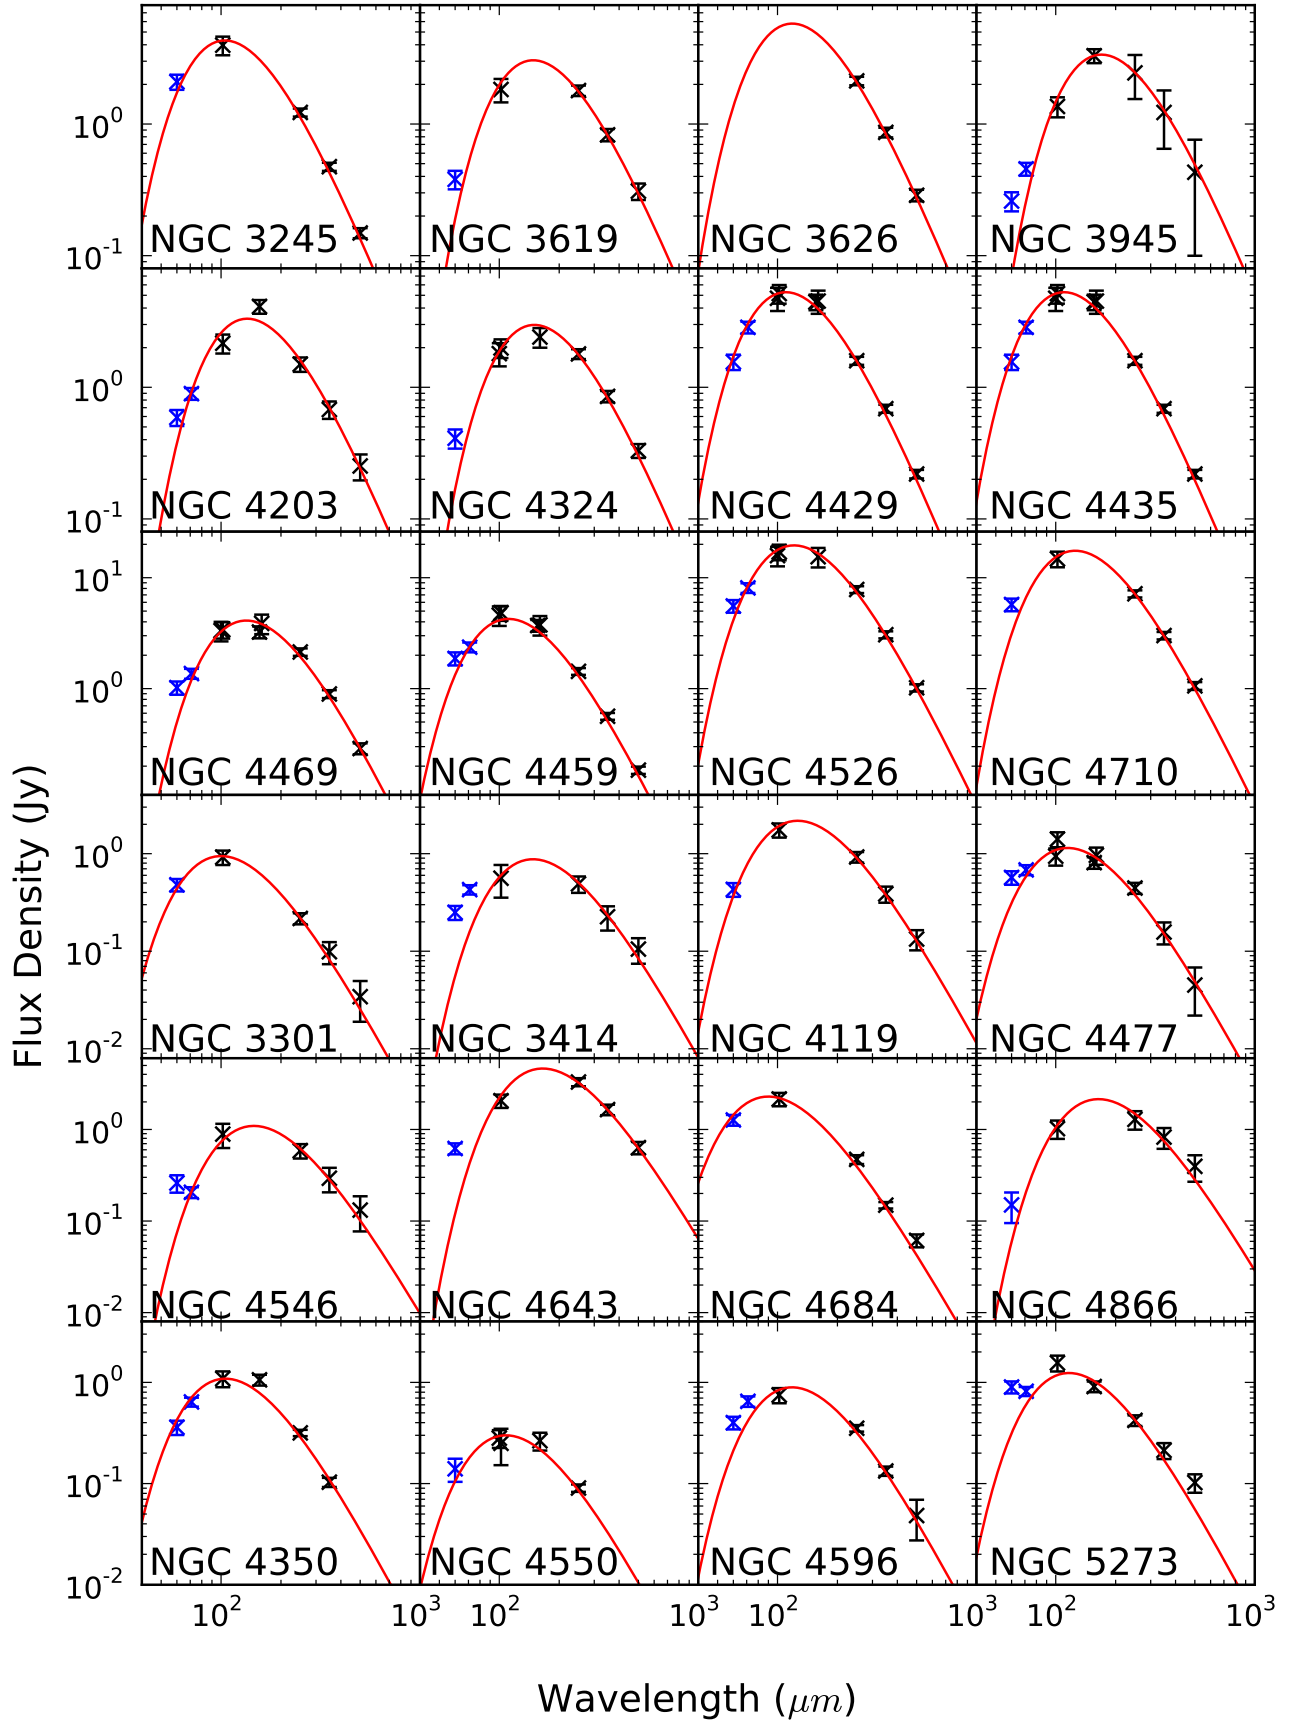 10^0
10^-1
NGC 3245
NGC 3619
NGC 3626
NGC 3945
10^0
10^-1
NGC 4203
NGC 4324
NGC 4429
NGC 4435
10^1
10^0
NGC 4469
NGC 4459
NGC 4526
NGC 4710
Flux Density (Jy)
10^0
10^-1
10^-2
NGC 3301
NGC 3414
NGC 4119
NGC 4477
10^0
10^-1
10^-2
NGC 4546
NGC 4643
NGC 4684
NGC 4866
10^0
10^-1
10^-2
NGC 4350
NGC 4550
NGC 4596
NGC 5273
10^2 10^3 10^2 10^3 10^2 10^3 10^2 10^3
Wavelength (μm)